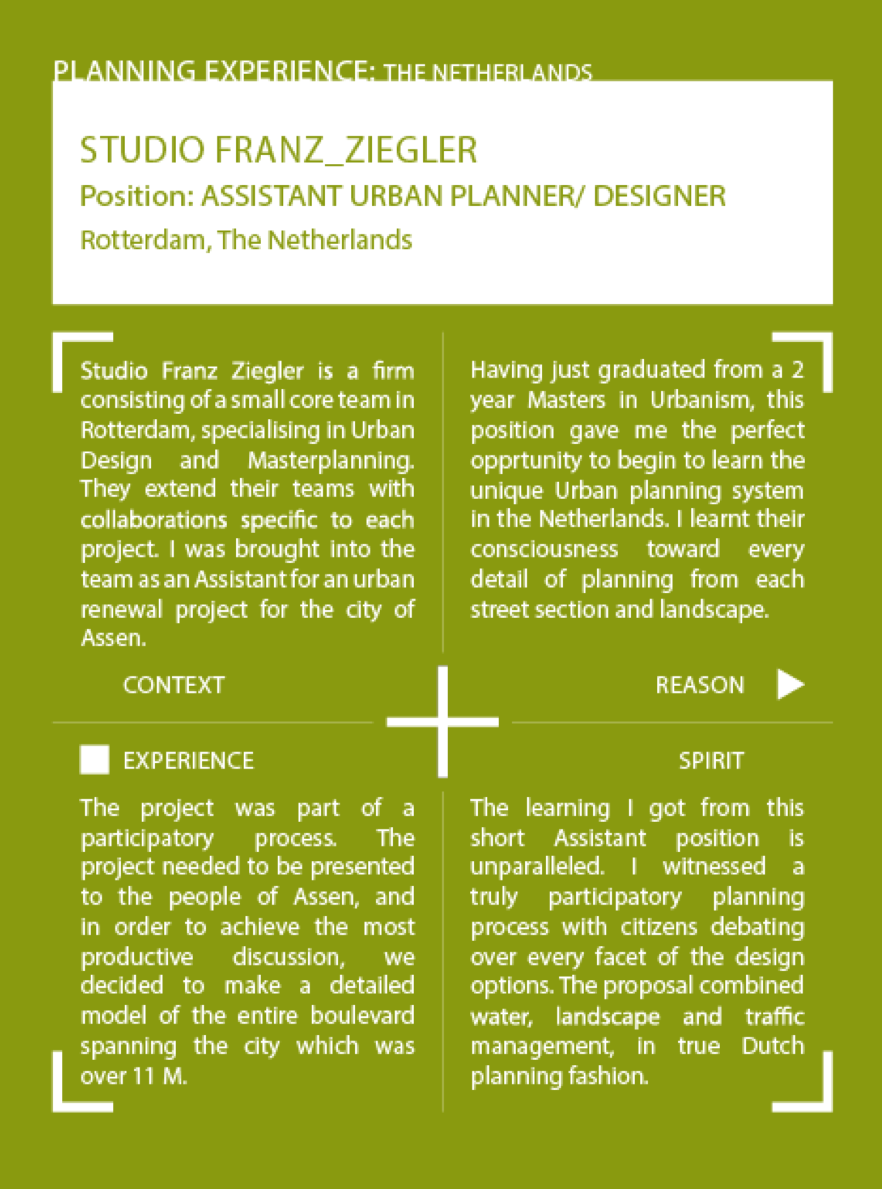 PLANNING EXPERIENCE: THE NETHERLANDS
STUDIO FRANZ_ZIEGLER
Position: ASSISTANT URBAN PLANNER/ DESIGNER
Rotterdam, The Netherlands
Studio Franz Ziegler is a firm
consisting of a small core team in
Rotterdam, specialising in Urban
Design and Masterplanning.
They extend their teams with
collaborations specific to each
project. I was brought into the
team as an Assistant for an urban
renewal project for the city of
Assen.
CONTEXT
Having just graduated from a 2
year Masters in Urbanism, this
position gave me the perfect
opprtunity to begin to learn the
unique Urban planning system
in the Netherlands. I learnt their
consciousness toward every
detail of planning from each
street section and landscape.
REASON
EXPERIENCE
The project was part of a
participatory process. The
project needed to be presented
to the people of Assen, and
in order to achieve the most
productive discussion, we
decided to make a detailed
model of the entire boulevard
spanning the city which was
over 11 M.
SPIRIT
The learning I got from this
short Assistant position is
unparalleled. I witnessed a
truly participatory planning
process with citizens debating
over every facet of the design
options. The proposal combined
water, landscape and traffic
management, in true Dutch
planning fashion.